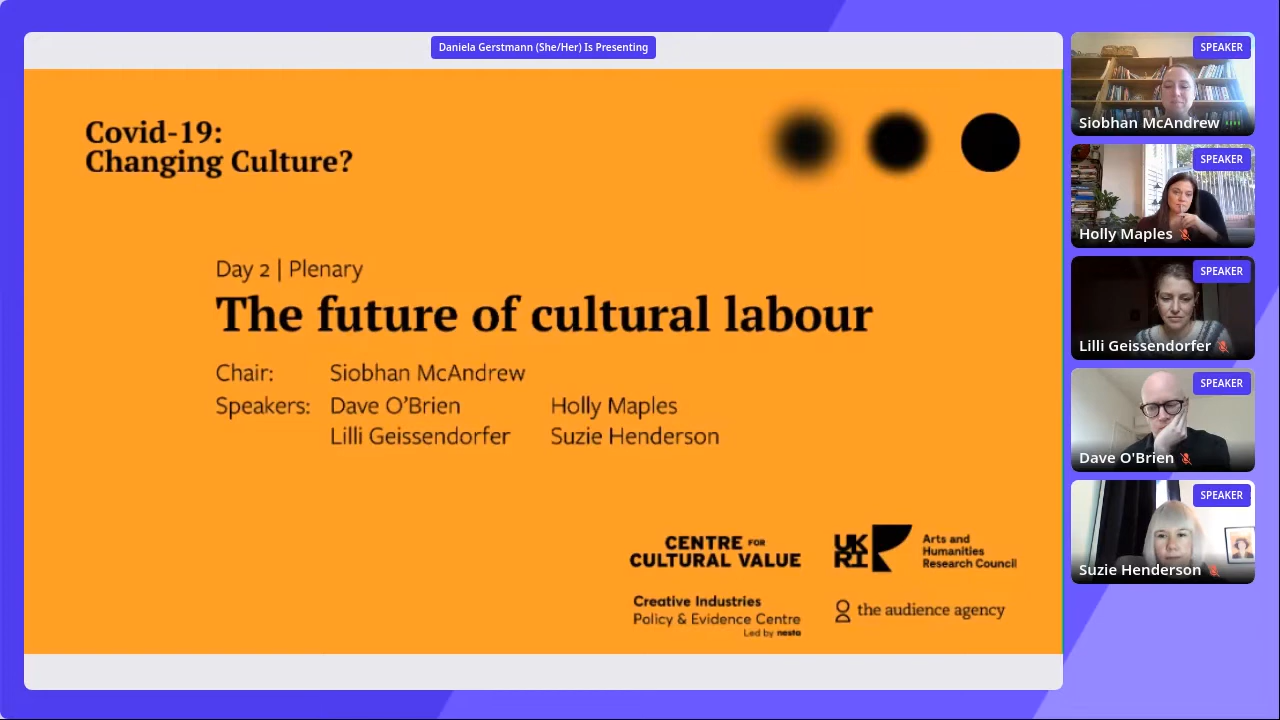 Daniela Gerstmann (She/Her) Is Presenting
Covid-19:
Changing Culture?
Day 2 | Plenary
The future of cultural labour
Chair: Siobhan McAndrew
Speakers: Dave O'Brien Holly Maples
Lilli Geissendorfer Suzie Henderson
CENTRE FOR
CULTURAL VALUE
UK
RI
Arts and
Humanities
Research Council
Creative Industries
Policy & Evidence Centre
Led by nesta
the audience agency
SPEAKER
Siobhan McAndrew
SPEAKER
Holly Maples
SPEAKER
Lilli Geissendorfer
SPEAKER
Dave O'Brien
SPEAKER
Suzie Henderson